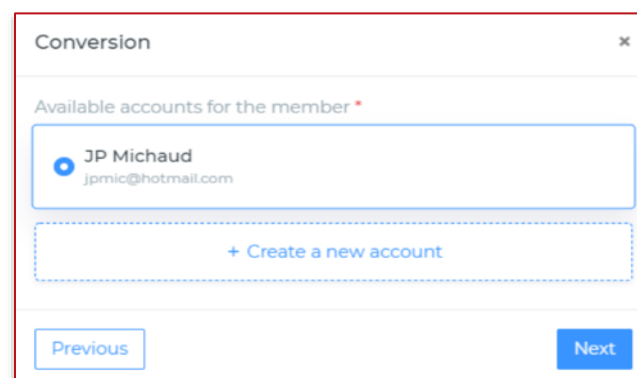 Conversion ×
Available accounts for the member *
JP Michaud
jpmic@hotmail.com
+ Create a new account
Previous Next